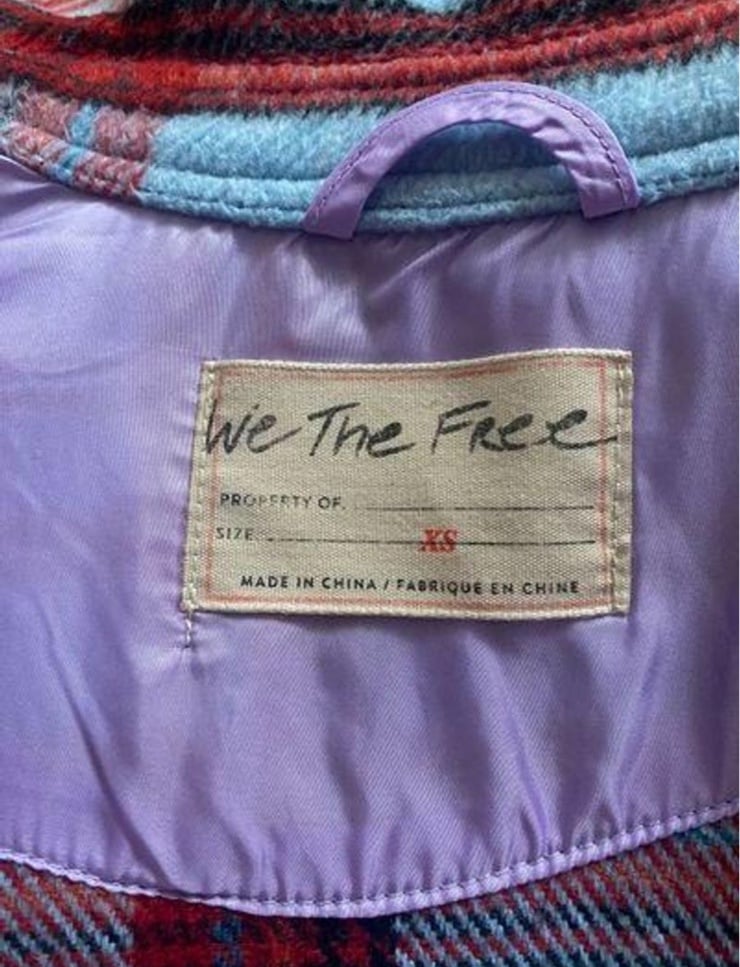 We The Free
PROPERTY OF.
SIZE XS
MADE IN CHINA / FABRIQUE EN CHINE